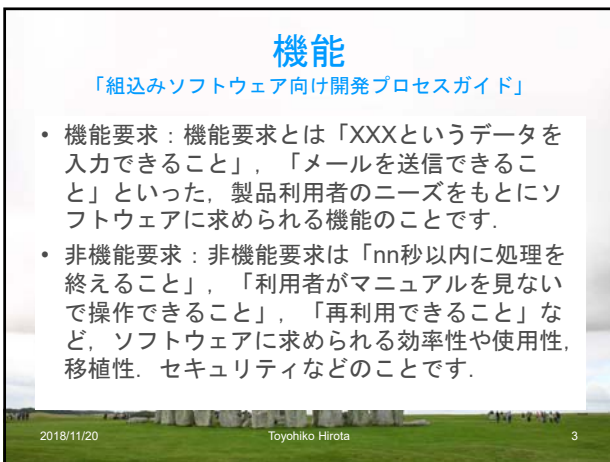 機能
「組込みソフトウェア向け開発プロセスガイド」
• 機能要求：機能要求とは「XXXというデータを
入力できること」，「メールを送信できるこ
と」といった，製品利用者のニーズをもとにソ
フトウェアに求められる機能のことです．
• 非機能要求：非機能要求は「nn秒以内に処理を
終えること」，「利用者がマニュアルを見ない
で操作できること」，「再利用できること」な
ど，ソフトウェアに求められる効率性や使用性，
移植性．セキュリティなどのことです．
2018/11/20
Toyohiko Hirota
3